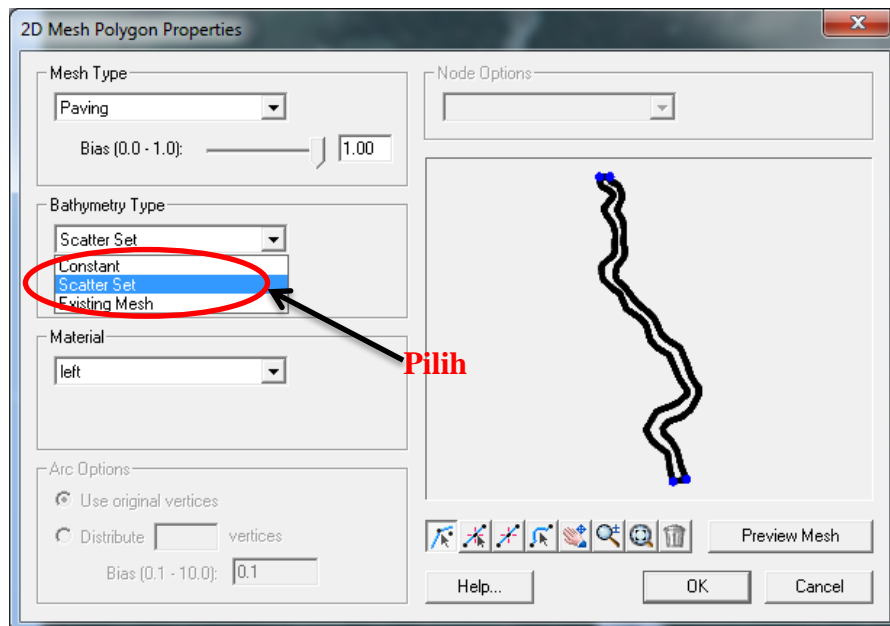 2D Mesh Polygon Properties
Mesh Type
Paving
Bias (0.0 - 1.0):
1.00
Bathymetry Type
Scatter Set
Constant
Scatter Set
Existing Mesh
Pilih
Material
left
Arc Options
Use original vertices
Distribute
vertices
Bias (0.1 - 10.0):
0.1
Node Options
Preview Mesh
Help...
OK
Cancel